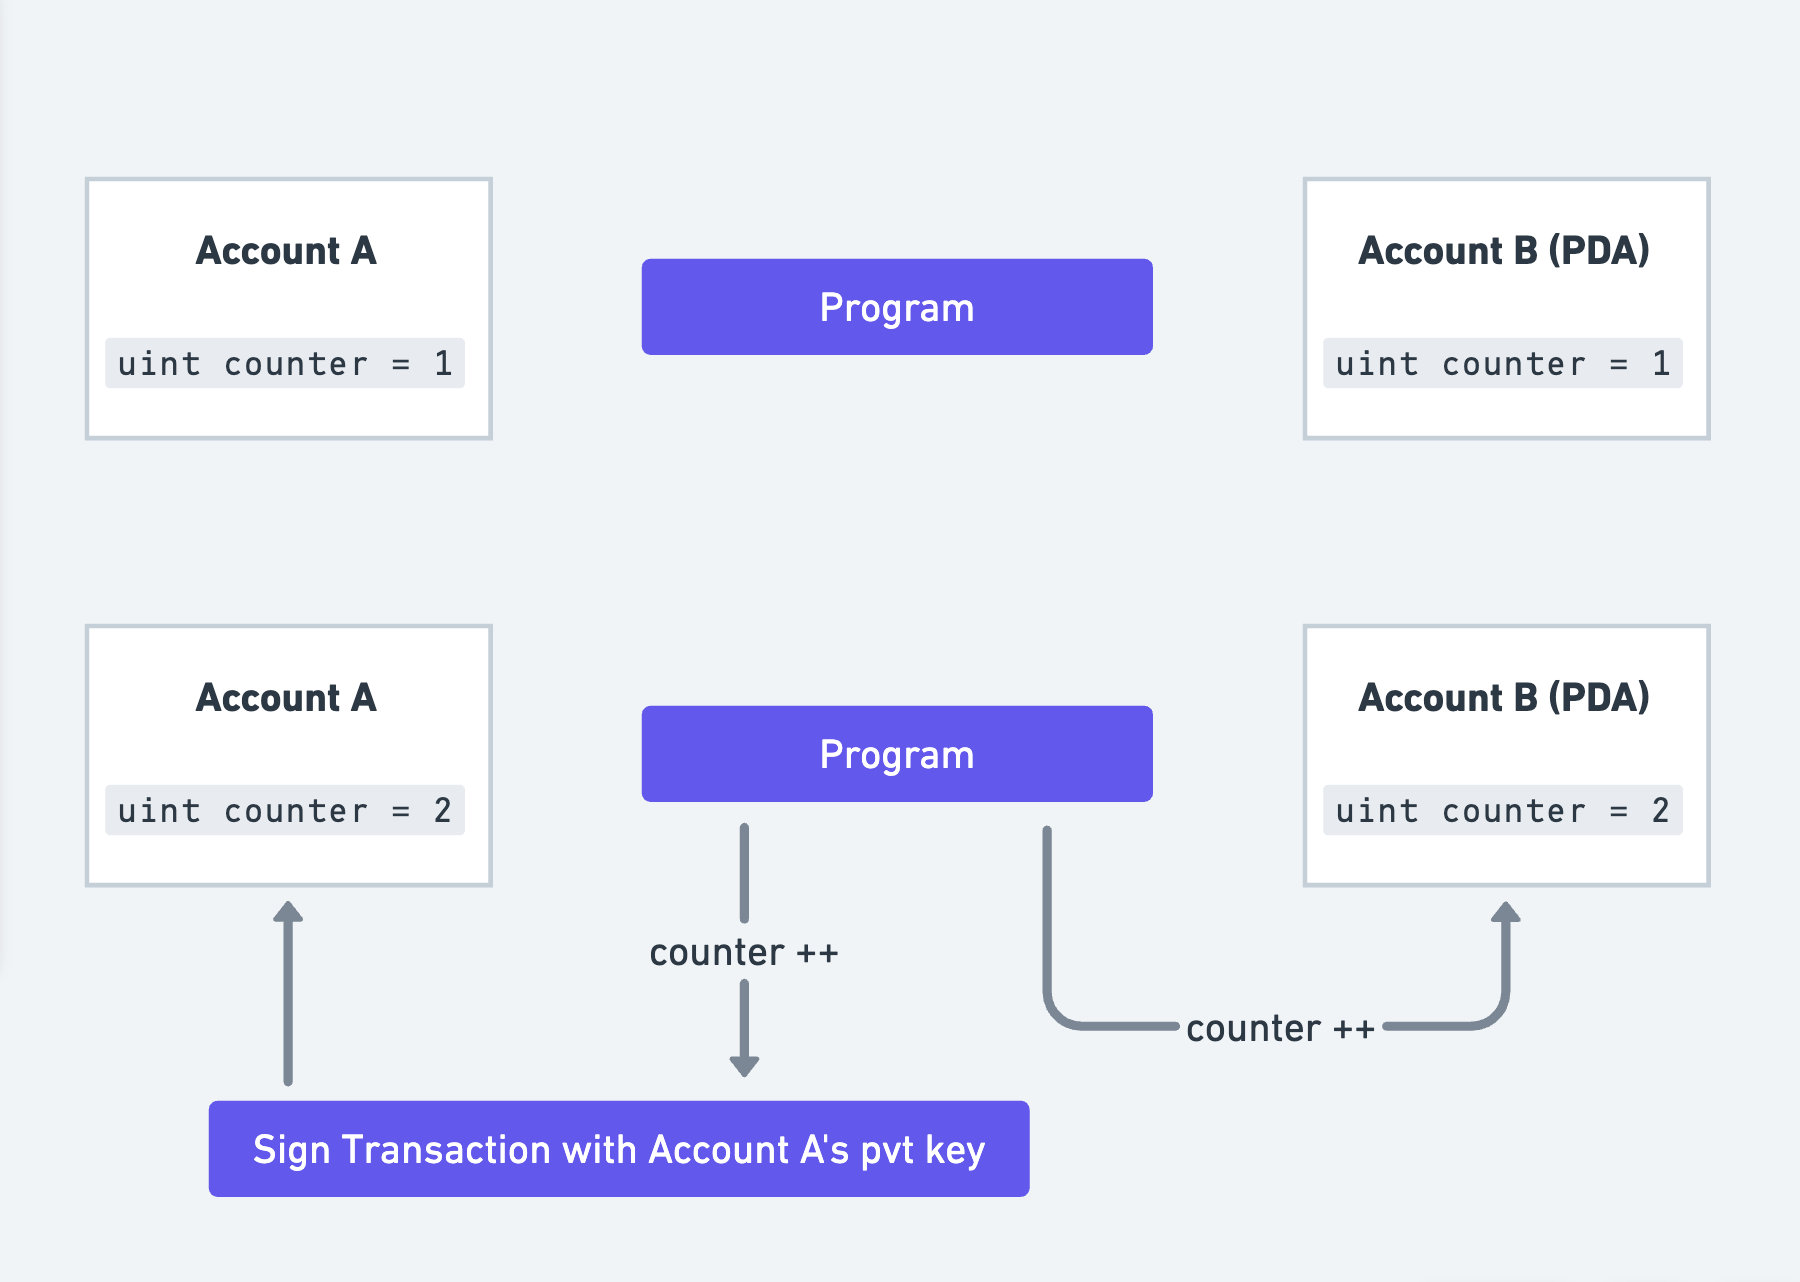 Account A
uint counter = 1
Program
Account B (PDA)
uint counter = 1
Account A
uint counter = 2
Program
Account B (PDA)
uint counter = 2
counter ++
counter ++
Sign Transaction with Account A's pvt key